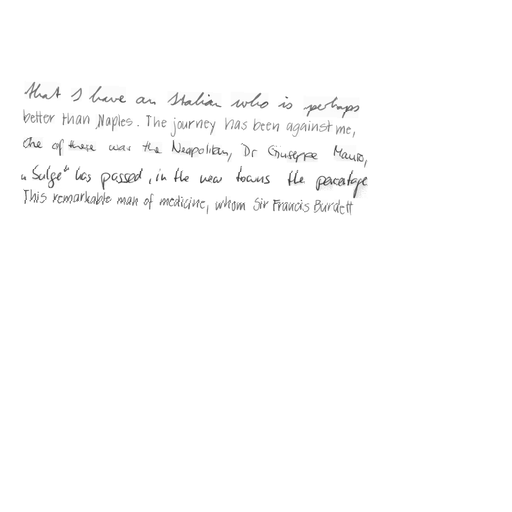 that I have an Italian who is perhaps
better than Naples. The journey has been against me,
One of these was the Neapolitan, Dr Giuseppe Mauro,
"Bulge" has passed, in the new towns the percentage
This remarkable man of medicine, whom Sir Francis Burdett